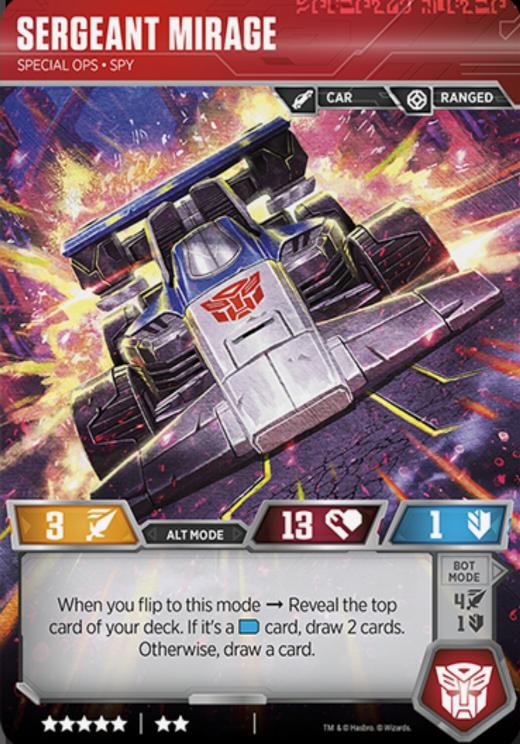 SERGEANT MIRAGE
SPECIAL OPS • SPY
CAR
RANGED
3
ALT MODE
13
1
BOT
MODE
4
1
When you flip to this mode → Reveal the top
card of your deck. If it's a card, draw 2 cards.
Otherwise, draw a card.
★★★★★ | ★★ |
TM & © Hasbro. © Wizards.